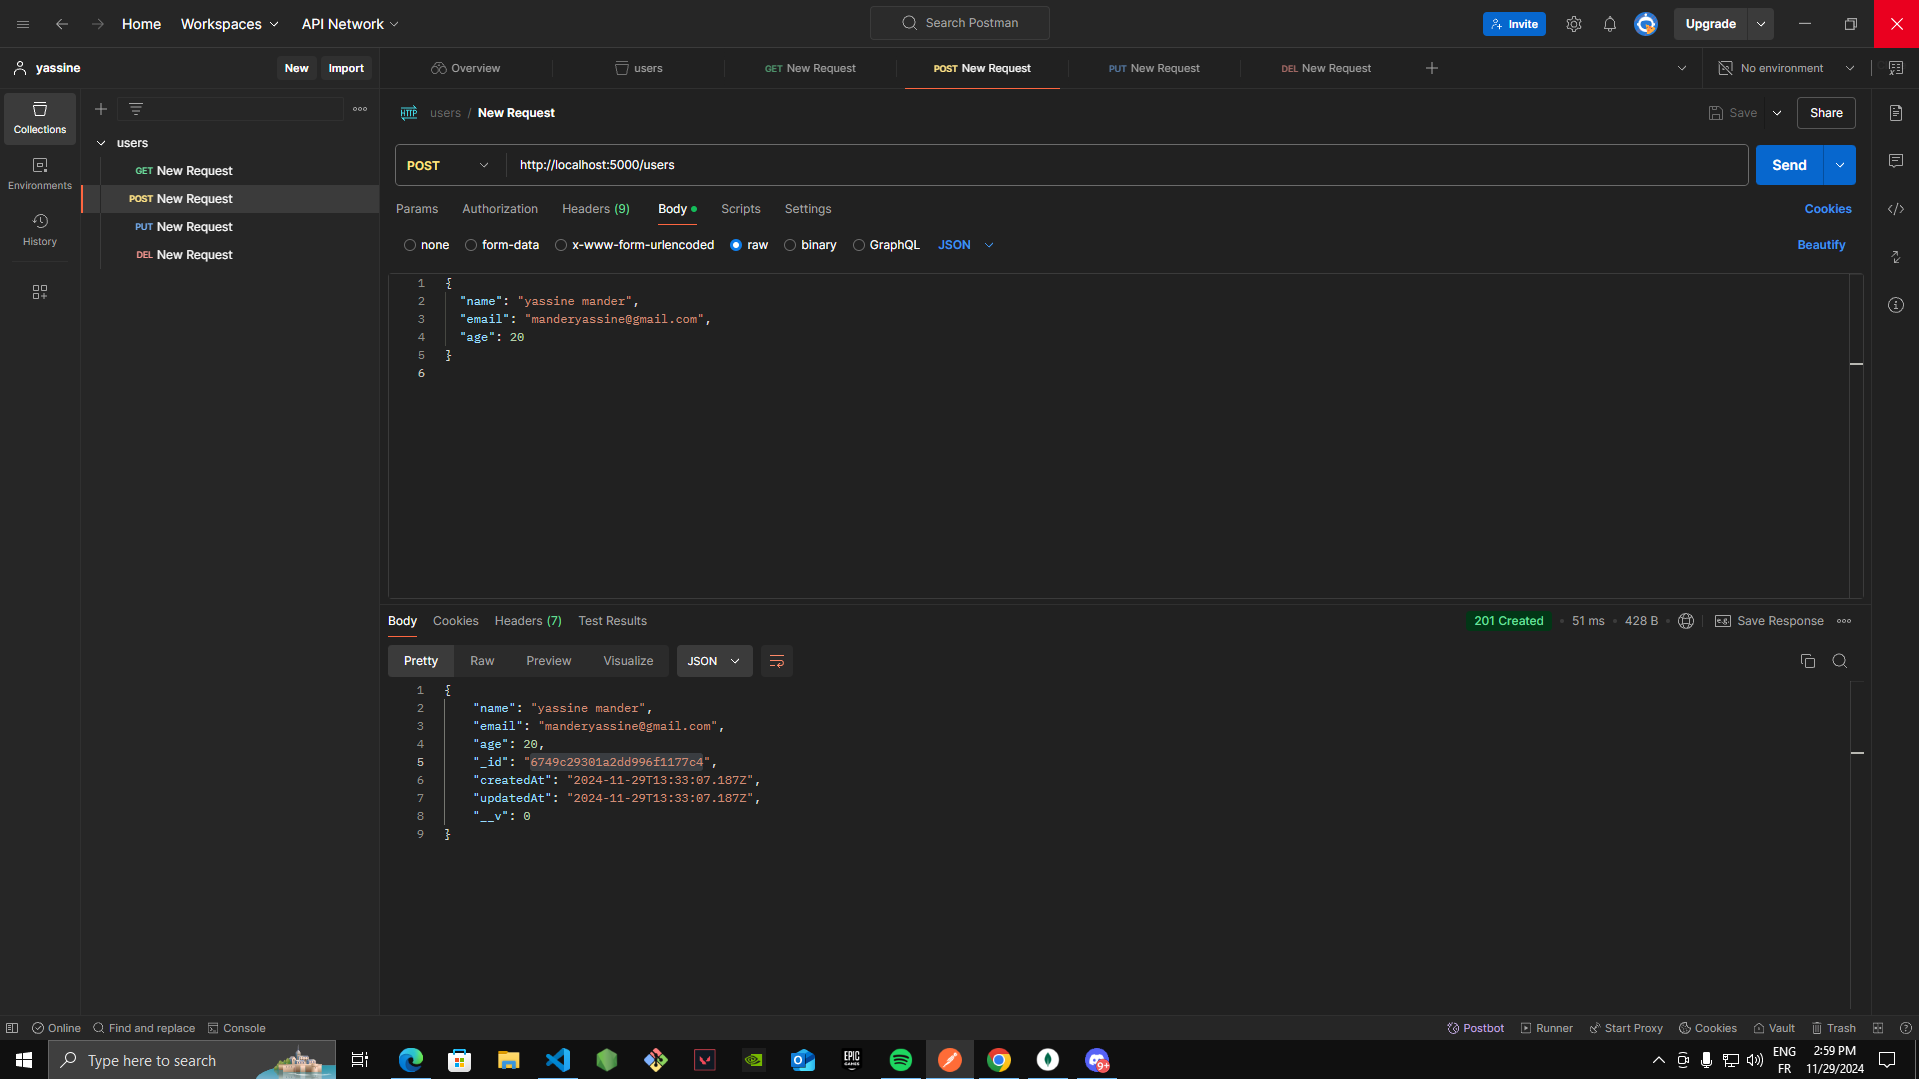 Home Workspaces API Network Search Postman Invite Upgrade
yassine New Import Overview users GET New Request POST New Request PUT New Request DEL New Request No environment
Collections
Environments
History
users
GET New Request
POST New Request
PUT New Request
DEL New Request
HTTP users / New Request Save Share
POST http://localhost:5000/users Send
Params Authorization Headers (9) Body Scripts Settings Cookies
none form-data x-www-form-urlencoded raw binary GraphQL JSON Beautify
1 {
2 "name": "yassine mander",
3 "email": "manderyassine@gmail.com",
4 "age": 20
5 }
6
Body Cookies Headers (7) Test Results 201 Created 51 ms 428 B Save Response
Pretty Raw Preview Visualize JSON
1 {
2 "name": "yassine mander",
3 "email": "manderyassine@gmail.com",
4 "age": 20,
5 "_id": "6749c29301a2dd996f1177c4",
6 "createdAt": "2024-11-29T13:33:07.187Z",
7 "updatedAt": "2024-11-29T13:33:07.187Z",
8 "__v": 0
9 }
Online Find and replace Console Postbot Runner Start Proxy Cookies Vault Trash
Type here to search EPIC GAMES 9+ ENG 2:59 PM
FR 11/29/2024